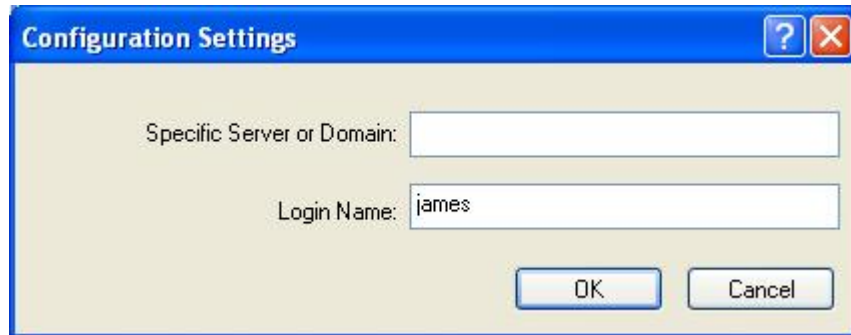 Configuration Settings
?
Specific Server or Domain:
Login Name: james
OK Cancel